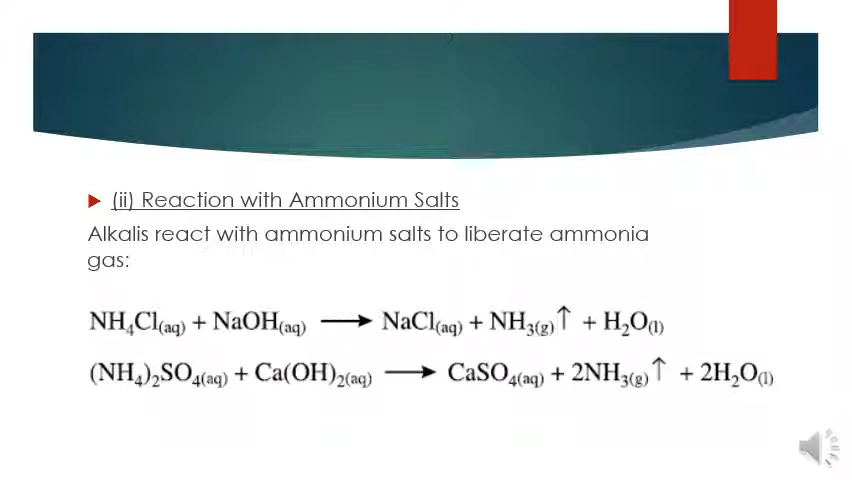 (ii) Reaction with Ammonium Salts
Alkalis react with ammonium salts to liberate ammonia
gas:
NH₄Cl₍aq₎ + NaOH₍aq₎ ⟶ NaCl₍aq₎ + NH₃₍g₎↑ + H₂O₍l₎
(NH₄)₂SO₄₍aq₎ + Ca(OH)₂₍aq₎ ⟶ CaSO₄₍aq₎ + 2NH₃₍g₎↑ + 2H₂O₍l₎